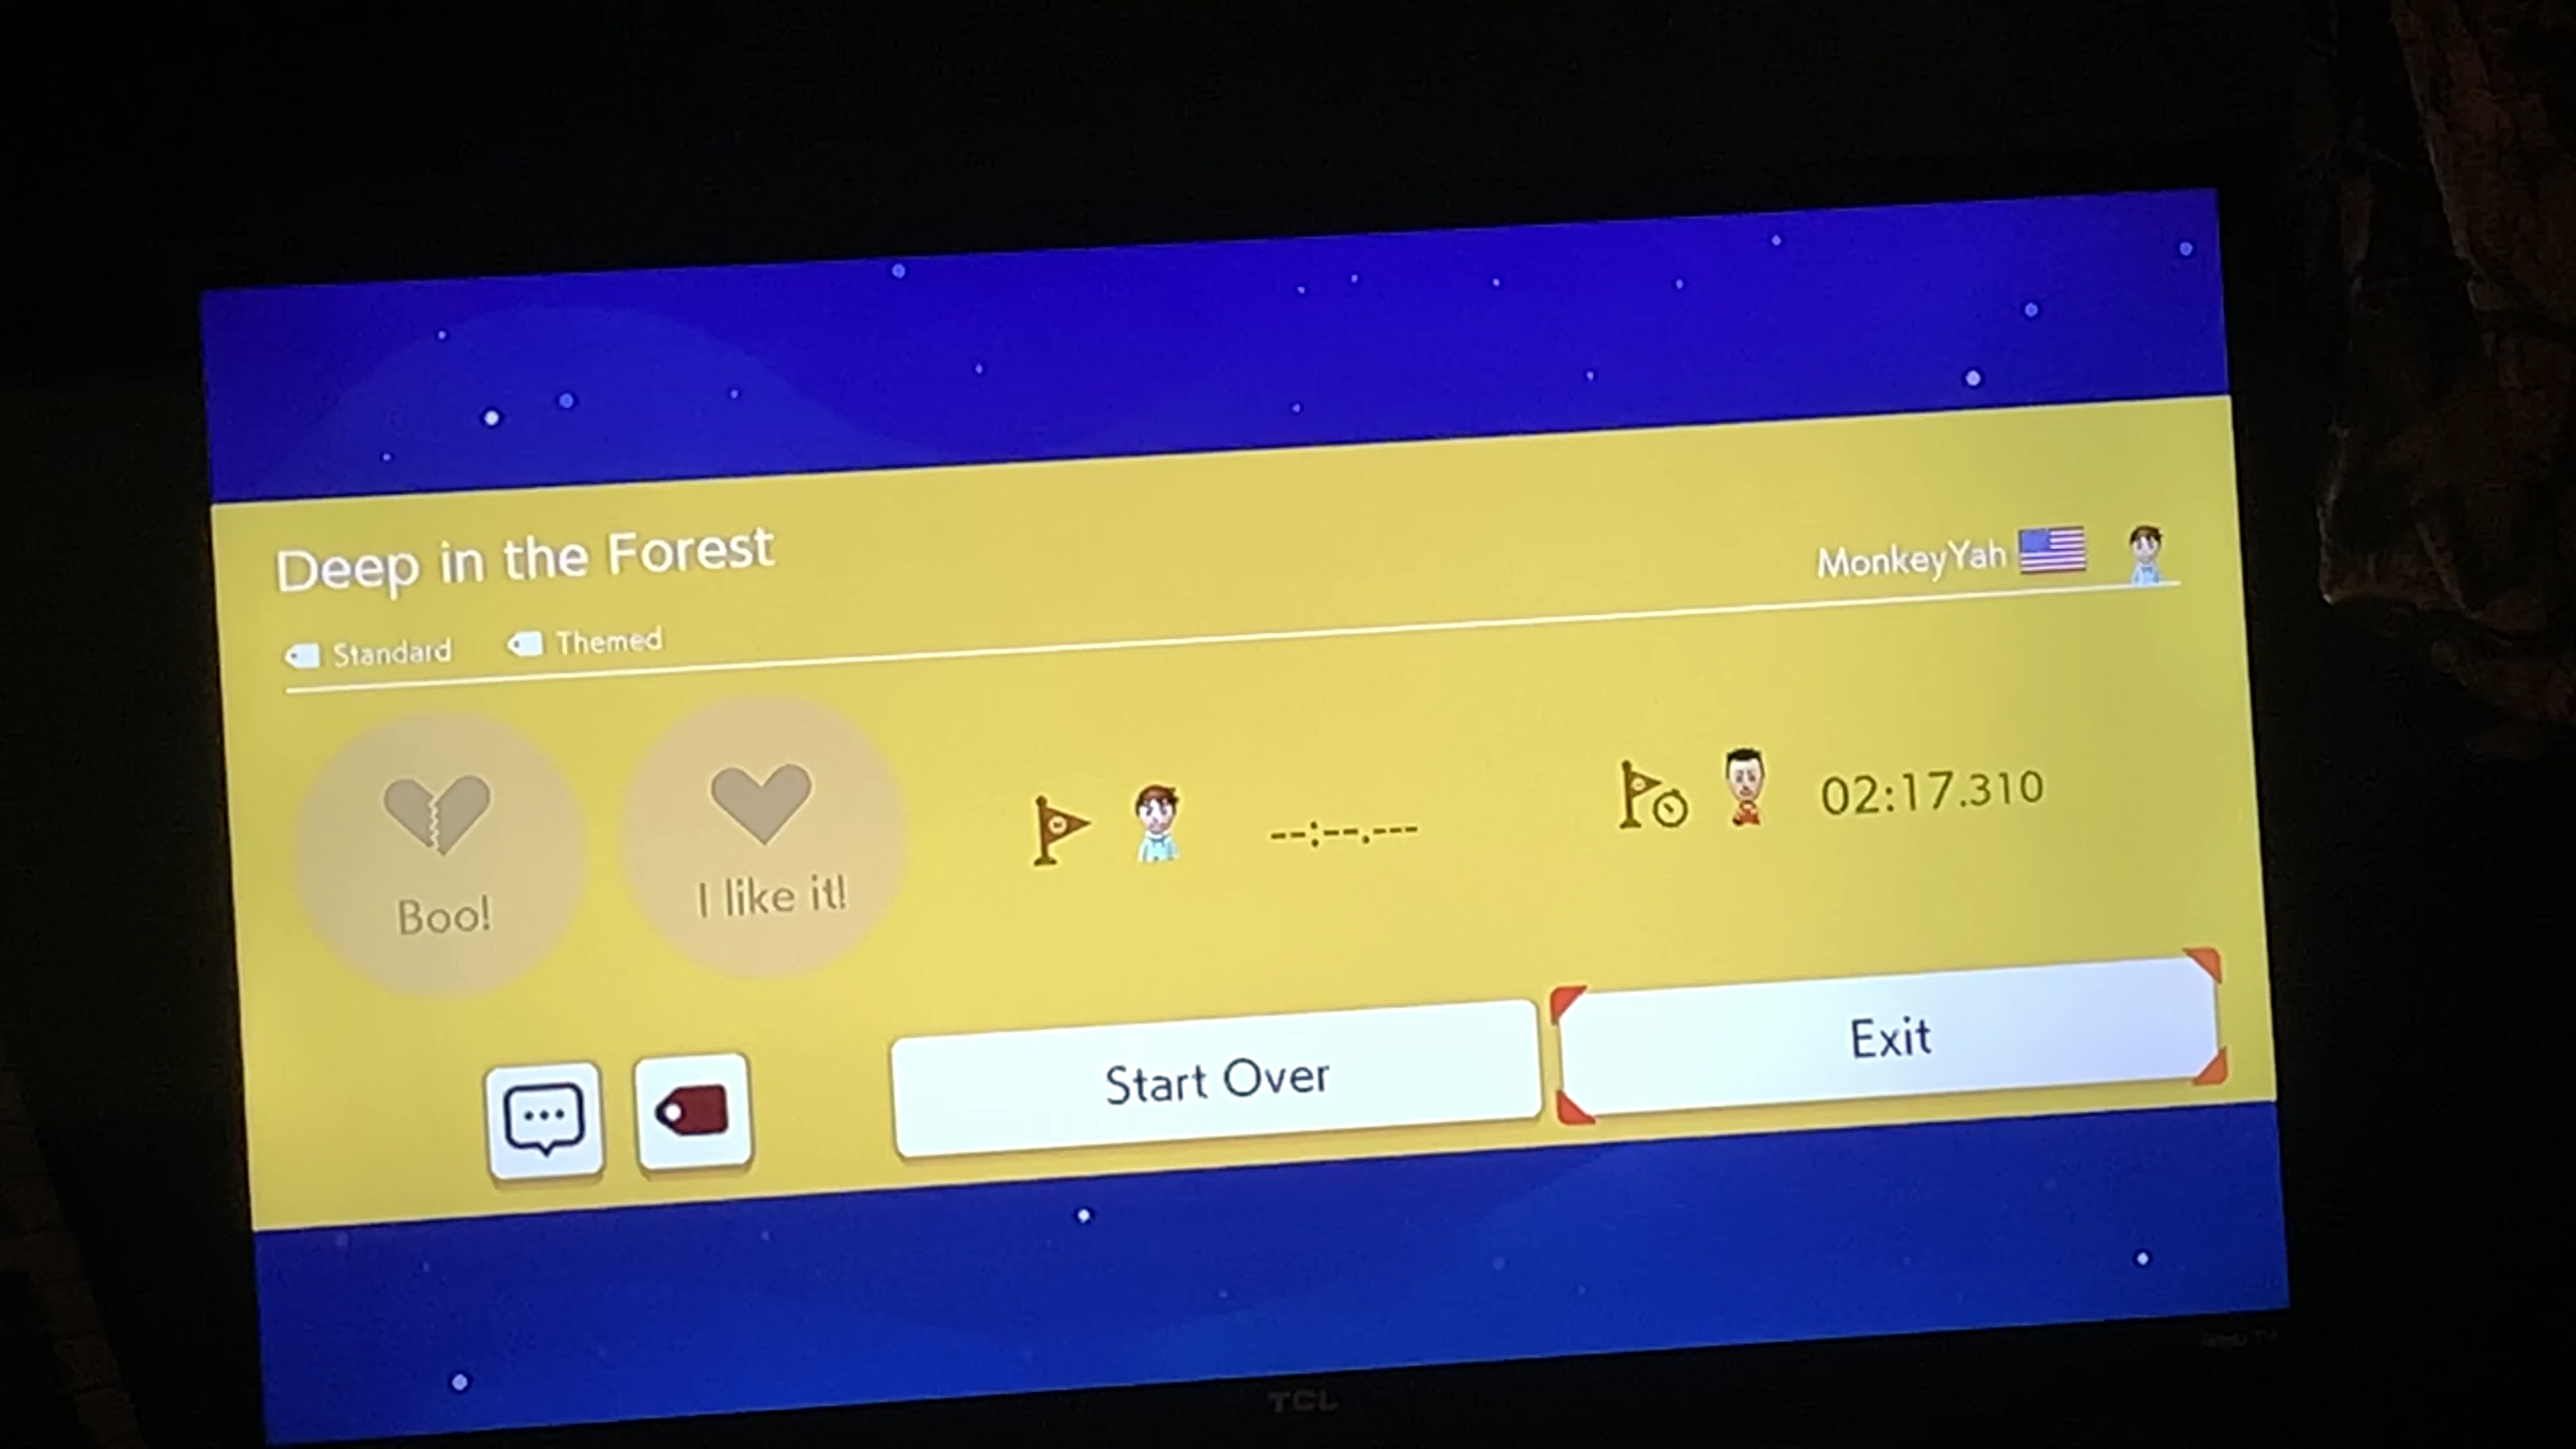 Deep in the Forest
MonkeyYah
Standard Themed
Boo!
I like it!
--:--.---
02:17.310
Start Over
Exit
TCL